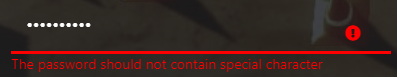 ••••••••••
The password should not contain special character